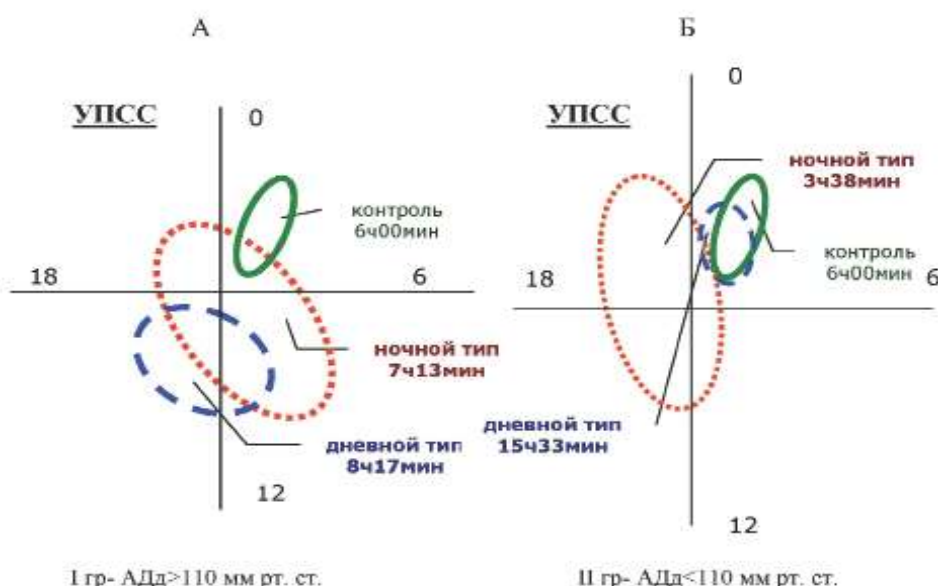 А
Б
УПСС
0
контроль
6ч00мин
18
6
ночной тип
7ч13мин
дневной тип
8ч17мин
12
I гр- АДд>110 мм рт. ст.
УПСС
0
ночной тип
3ч38мин
контроль
6ч00мин
18
6
дневной тип
15ч33мин
12
II гр- АДд<110 мм рт. ст.